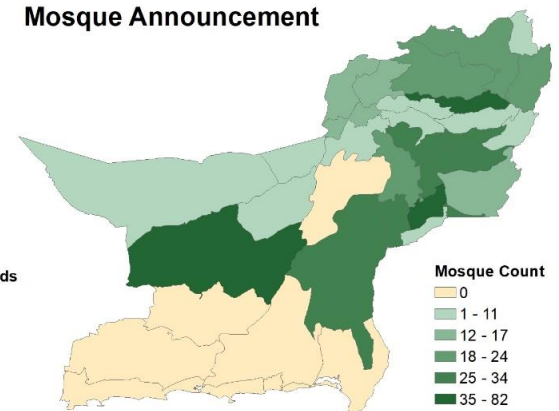 Mosque Announcement
ds
Mosque Count
0
1 - 11
12 - 17
18 - 24
25 - 34
35 - 82